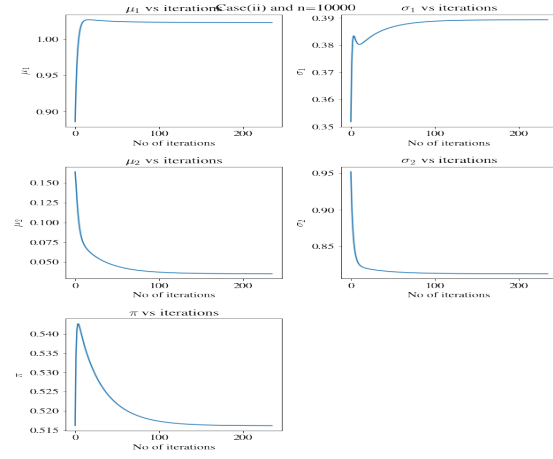 μ₁ vs iterations Case(ii) and n=10000
σ₁ vs iterations
1.00
0.95
0.90
μ₁
0 100 200
No of iterations
0.39
0.38
0.37
0.36
0.35
σ₁
0 100 200
No of iterations
μ₂ vs iterations
0.150
0.125
0.100
0.075
0.050
μ₂
0 100 200
No of iterations
σ₂ vs iterations
0.95
0.90
0.85
σ₂
0 100 200
No of iterations
π vs iterations
0.540
0.535
0.530
0.525
0.520
0.515
π
0 100 200
No of iterations